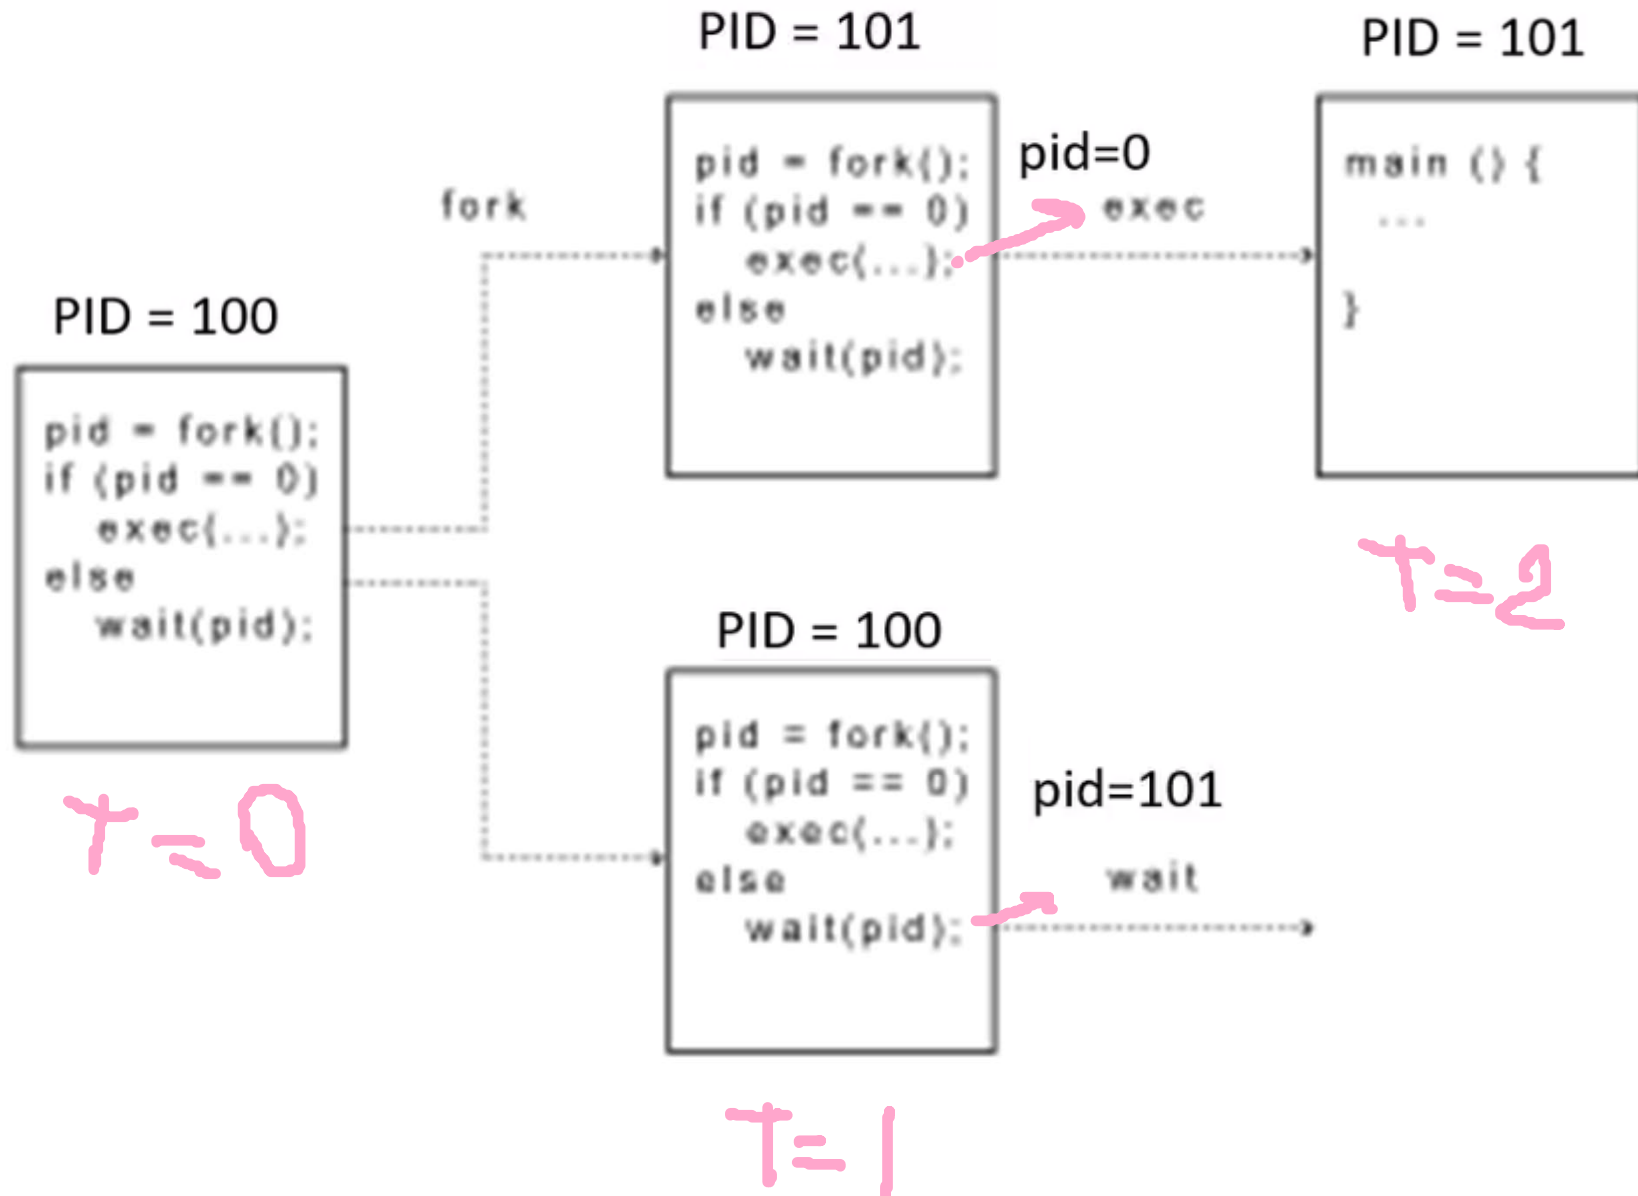 PID = 100
pid = fork();
if (pid == 0)
exec(...);
else
wait(pid);
T=0
fork
PID = 101
pid = fork();
if (pid == 0)
exec(...);
else
wait(pid);
pid=0
exec
PID = 101
main () {
...
}
T=2
PID = 100
pid = fork();
if (pid == 0)
exec(...);
else
wait(pid);
pid=101
wait
T=1